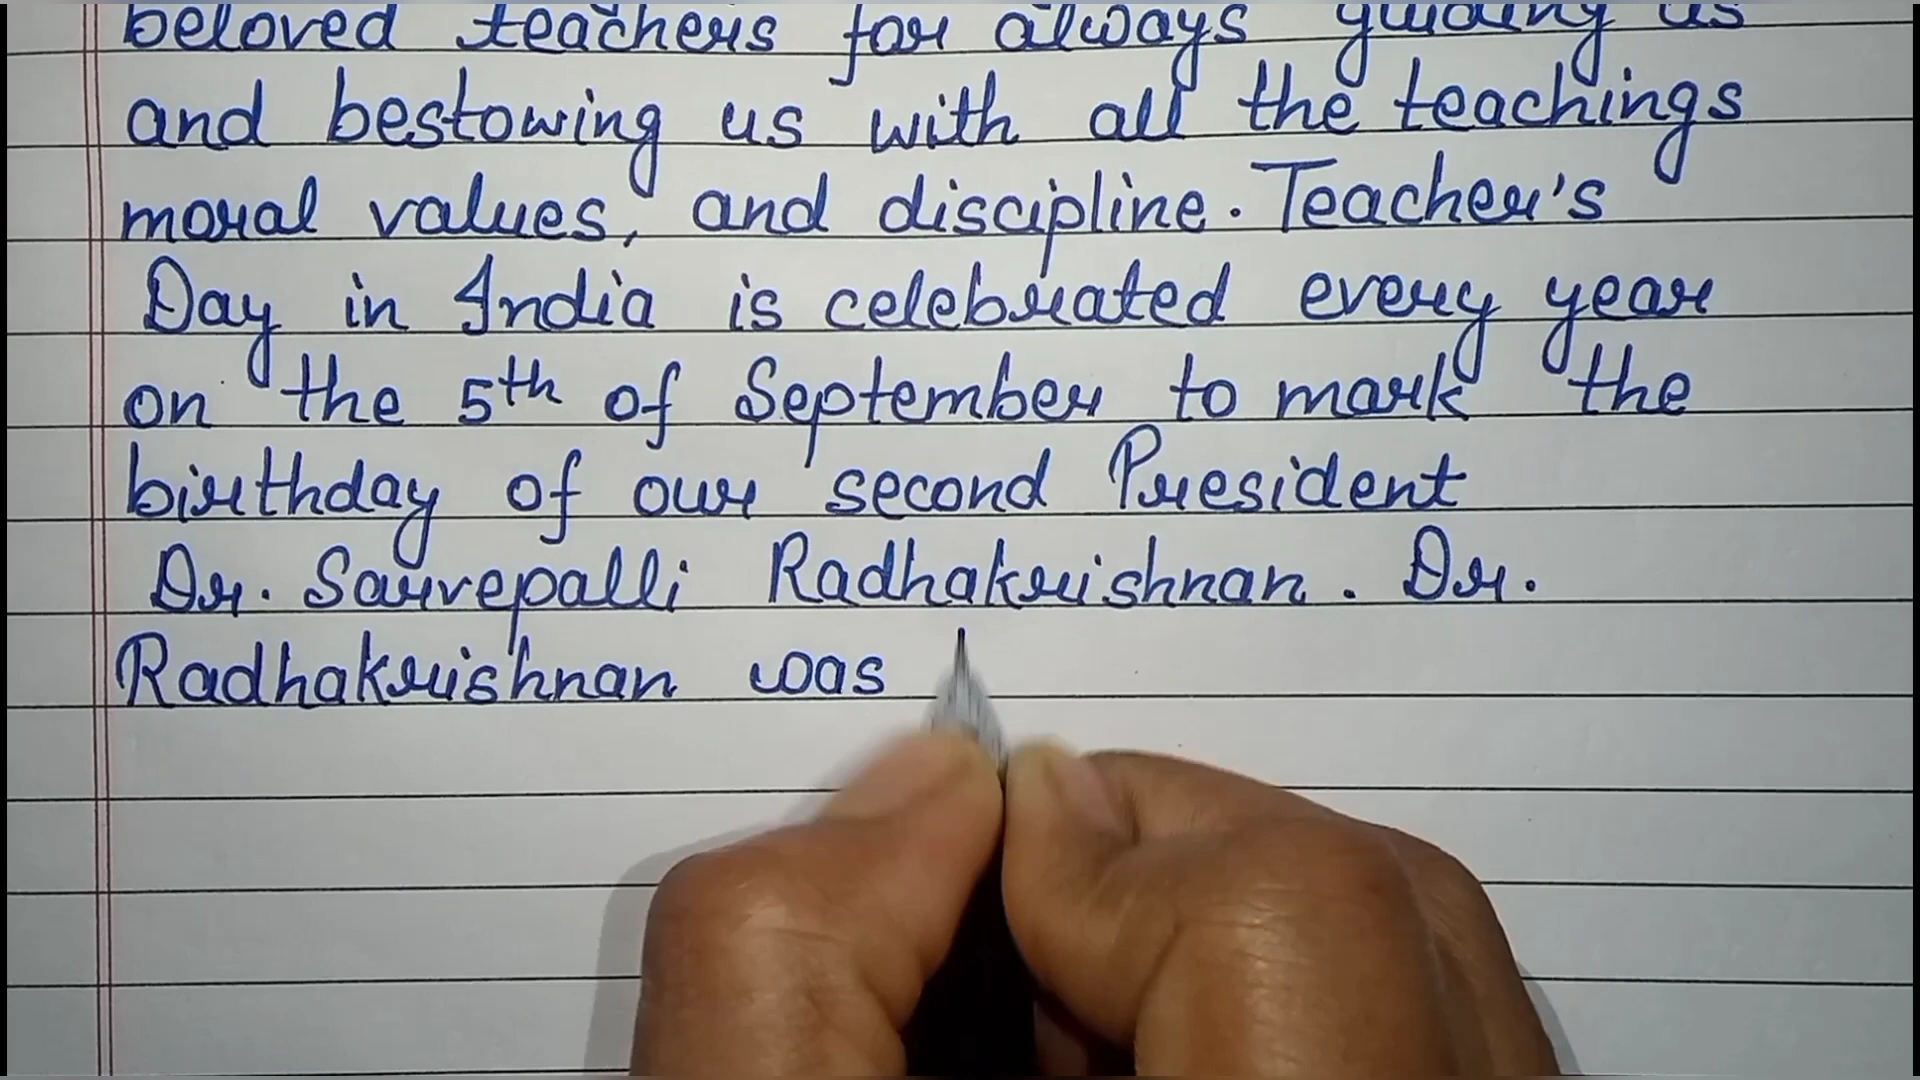 beloved teachers for always guiding us
and bestowing us with all the teachings
moral values, and discipline. Teacher's
Day in India is celebrated every year
on the 5th of September to mark the
birthday of our second President
Dr. Sarvepalli Radhakrishnan. Dr.
Radhakrishnan was